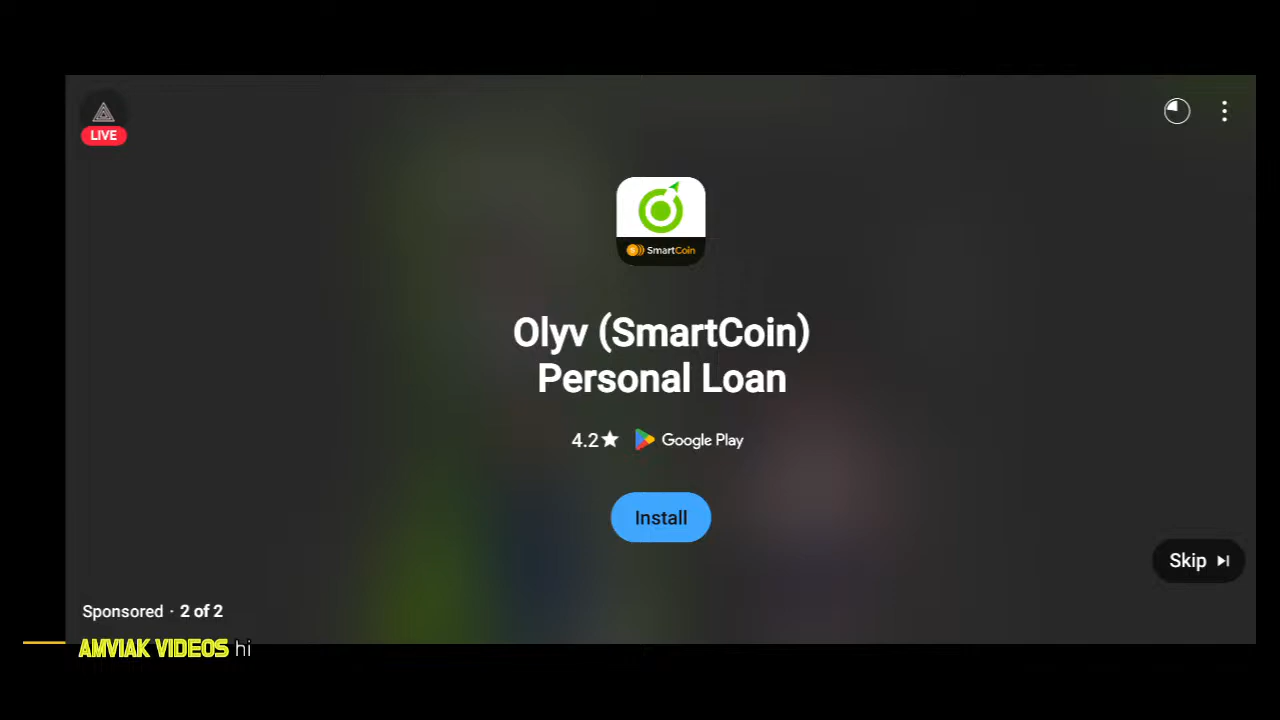 LIVE
SmartCoin
Olyv (SmartCoin)
Personal Loan
4.2★ Google Play
Install
Skip
Sponsored · 2 of 2
AMVIAK VIDEOS hi